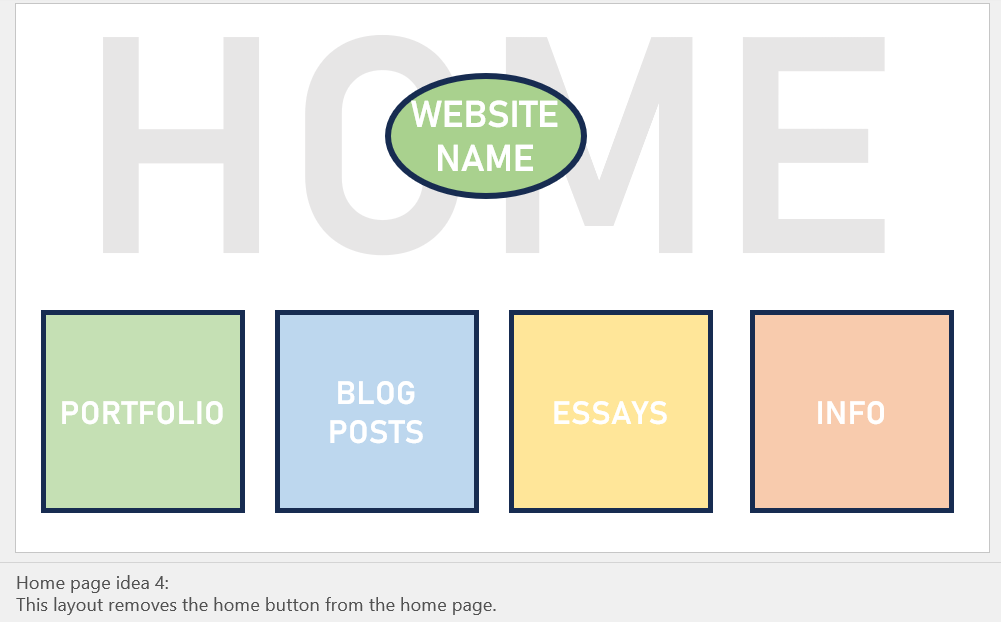 HOME
WEBSITE
NAME
PORTFOLIO
BLOG
POSTS
ESSAYS
INFO
Home page idea 4:
This layout removes the home button from the home page.